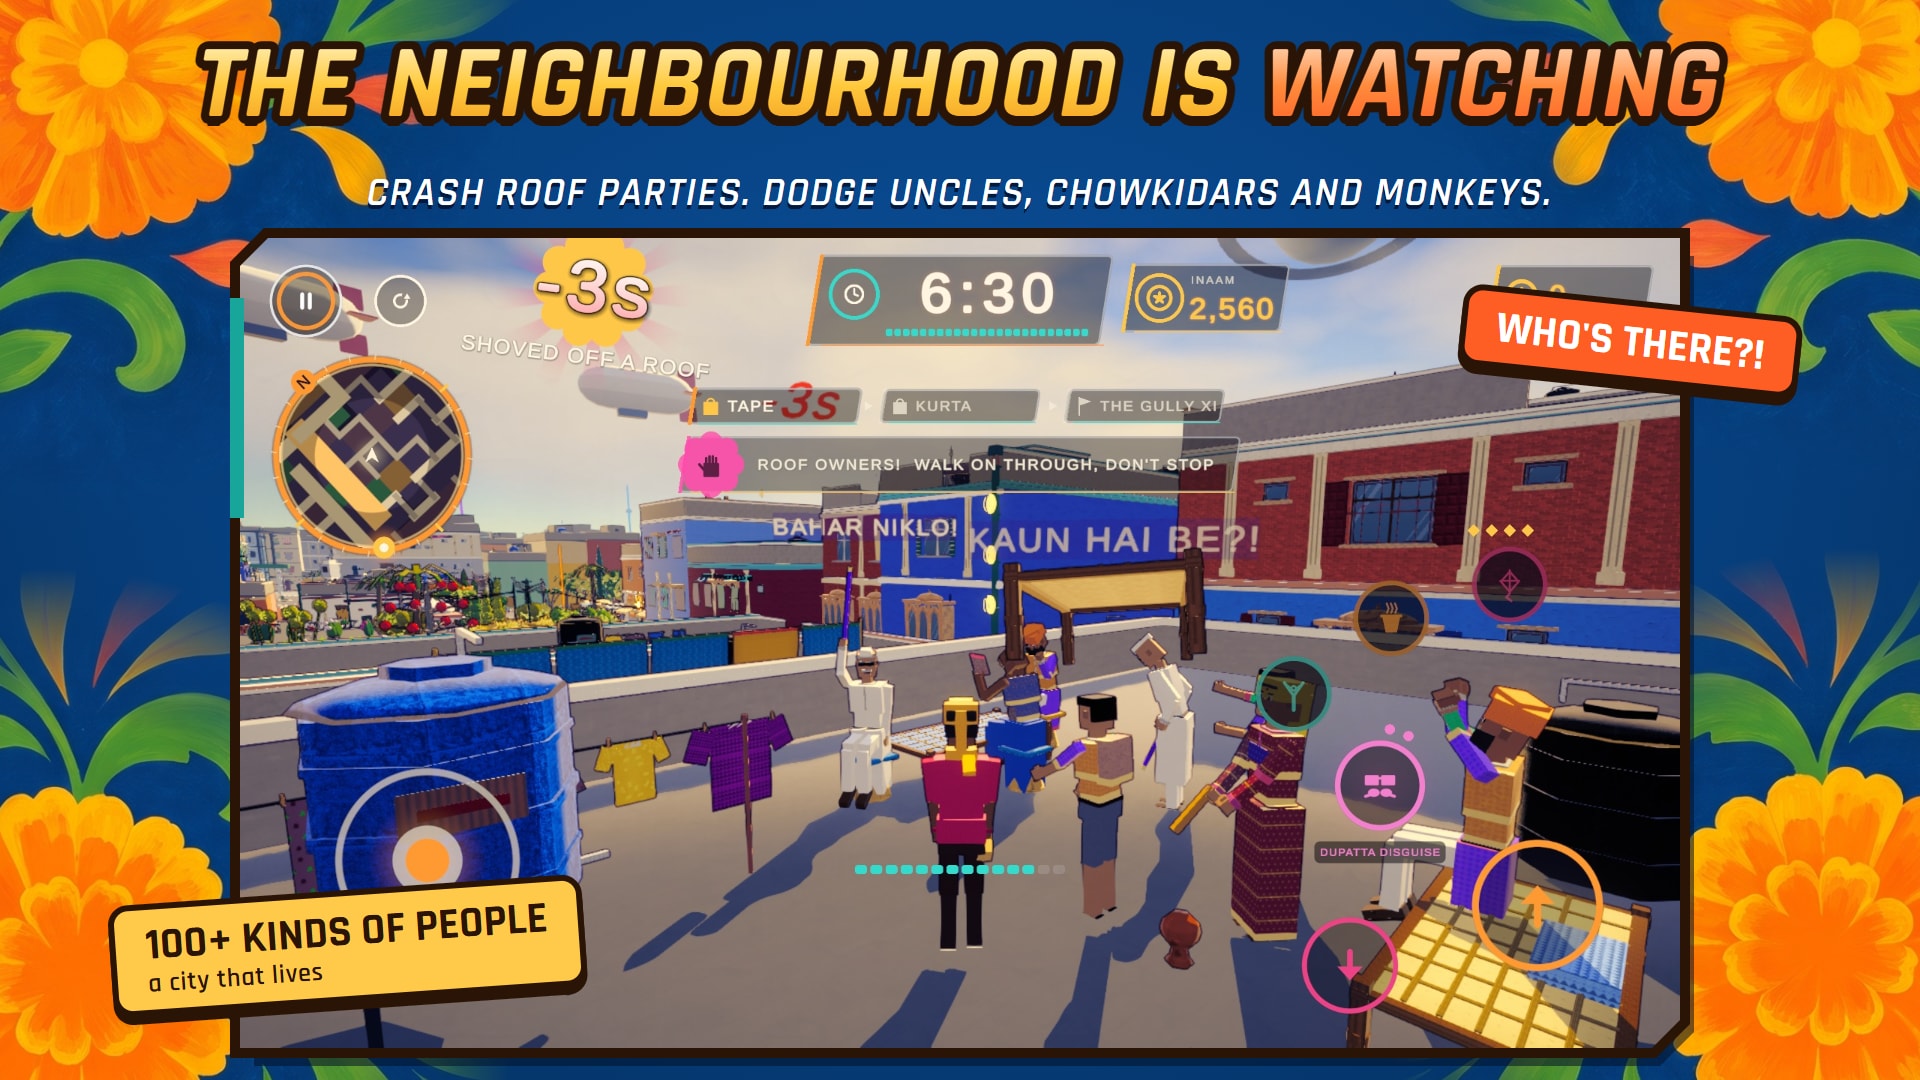 THE NEIGHBOURHOOD IS WATCHING
CRASH ROOF PARTIES. DODGE UNCLES, CHOWKIDARS AND MONKEYS.
-3s
SHOVED OFF A ROOF
6:30
INAAM
2,560
WHO'S THERE?!
N
TAPE
3s
KURTA
THE GULLY XI
ROOF OWNERS! WALK ON THROUGH, DON'T STOP
BAHAR NIKLO!
KAUN HAI BE?!
DUPATTA DISGUISE
100+ KINDS OF PEOPLE
a city that lives